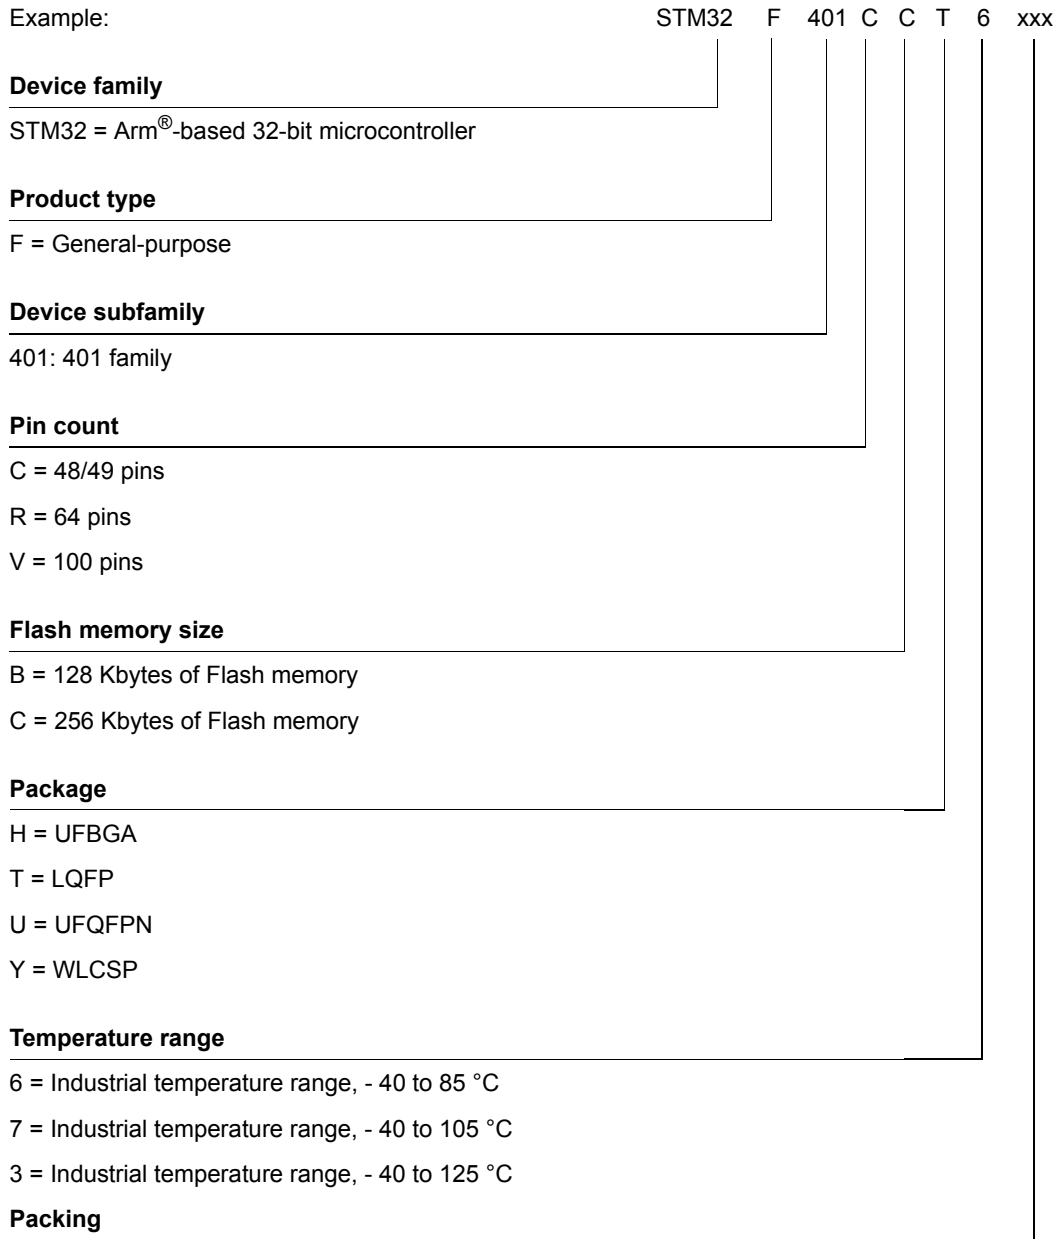 Example: STM32 F 401 C C T 6 xxx
Device family
STM32 = Arm®-based 32-bit microcontroller
Product type
F = General-purpose
Device subfamily
401: 401 family
Pin count
C = 48/49 pins
R = 64 pins
V = 100 pins
Flash memory size
B = 128 Kbytes of Flash memory
C = 256 Kbytes of Flash memory
Package
H = UFBGA
T = LQFP
U = UFQFPN
Y = WLCSP
Temperature range
6 = Industrial temperature range, - 40 to 85 °C
7 = Industrial temperature range, - 40 to 105 °C
3 = Industrial temperature range, - 40 to 125 °C
Packing